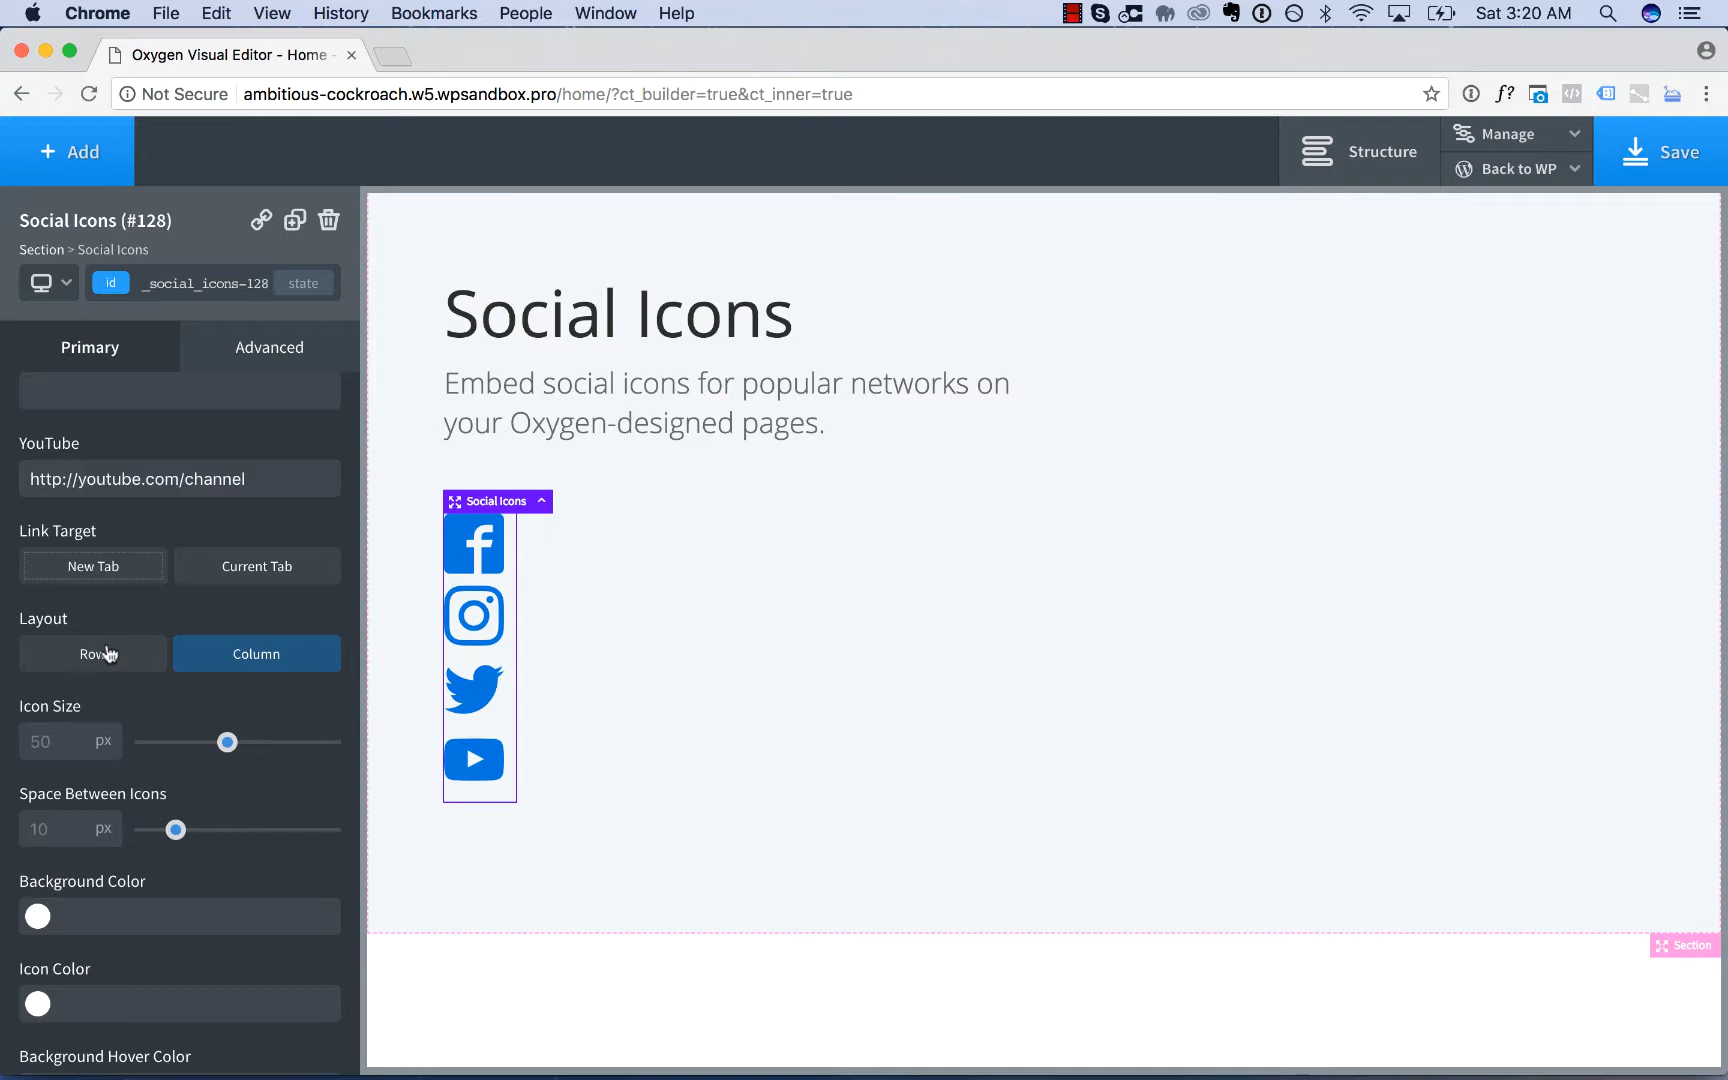 Chrome File Edit View History Bookmarks People Window Help Sat 3:20 AM
Oxygen Visual Editor - Home -
Not Secure ambitious-cockroach.w5.wpsandbox.pro/home/?ct_builder=true&ct_inner=true
+ Add
Structure
Manage
Back to WP
Save
Social Icons (#128)
Section > Social Icons
id _social_icons-128 state
Primary Advanced
YouTube
http://youtube.com/channel
Link Target
New Tab Current Tab
Layout
Row Column
Icon Size
50 px
Space Between Icons
10 px
Background Color
Icon Color
Background Hover Color
Social Icons
Embed social icons for popular networks on
your Oxygen-designed pages.
Social Icons
Section